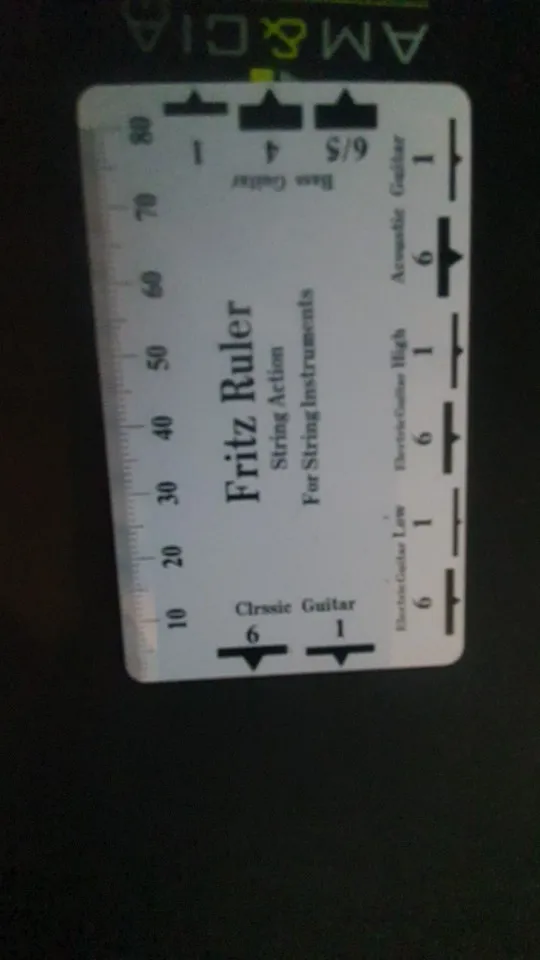 AM&CIA
Fritz Ruler
String Action
For String Instruments
10 20 30 40 50 60 70 80
Clrssic Guitar
6 1
Bass Guitar
6/5 4 1
Electric Guitar Low Electric Guitar High Acoustic Guitar
6 1 6 1 6 1